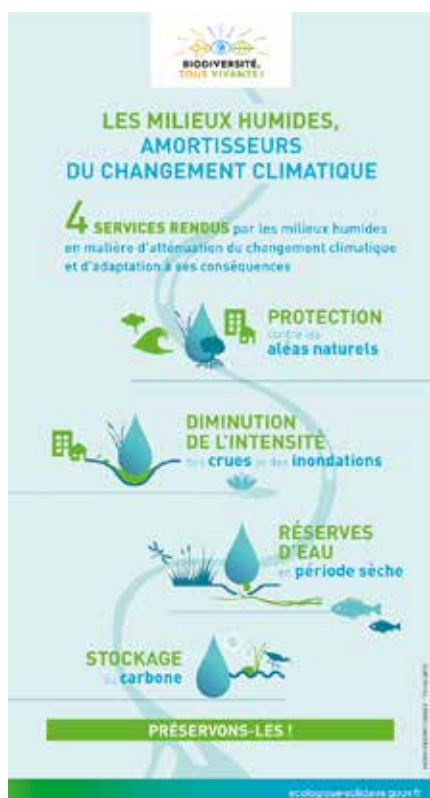 BIODIVERSITÉ.
TOUS VIVANTS !
LES MILIEUX HUMIDES,
AMORTISSEURS
DU CHANGEMENT CLIMATIQUE
4 SERVICES RENDUS par les milieux humides
en matière d'atténuation du changement climatique
et d'adaptation à ses conséquences
PROTECTION
contre les
aléas naturels
DIMINUTION
DE L'INTENSITÉ
des crues et des inondations
RÉSERVES
D'EAU
en période sèche
STOCKAGE
du carbone
PRÉSERVONS-LES !
ecologique-solidaire.gouv.fr